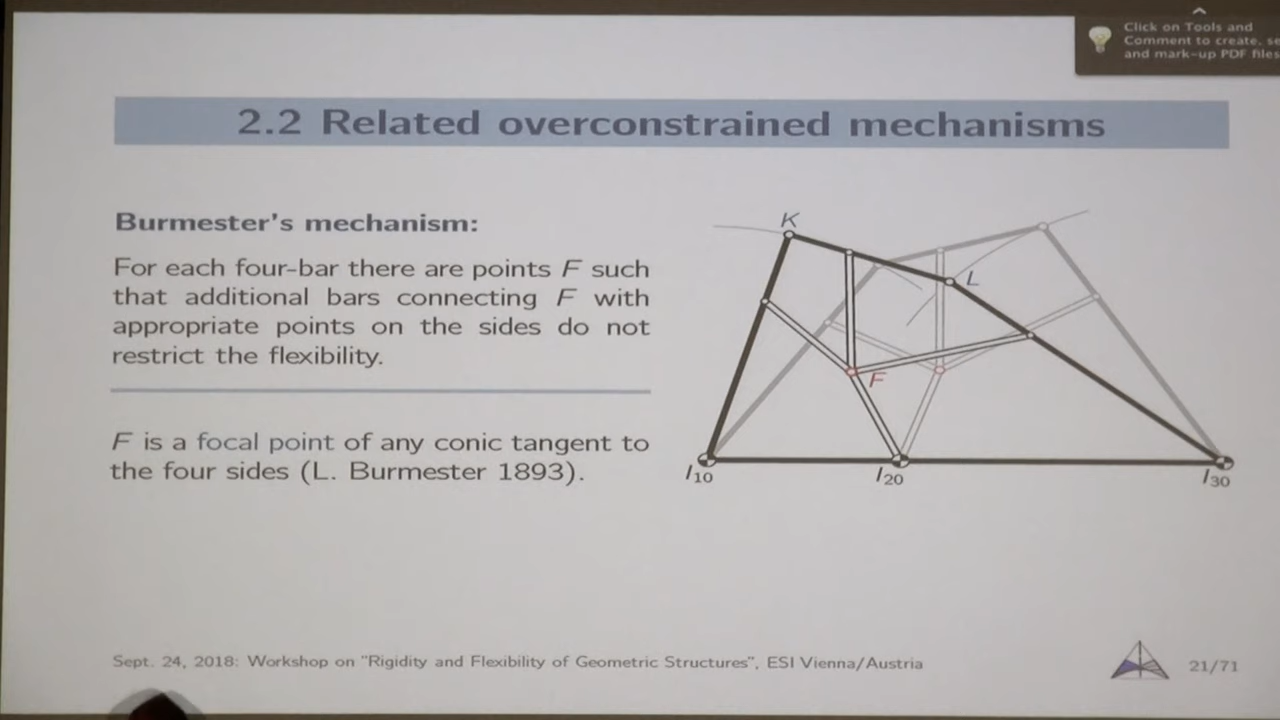 Click on Tools and
Comment to create, se
and mark-up PDF files
2.2 Related overconstrained mechanisms
Burmester's mechanism:
For each four-bar there are points F such
that additional bars connecting F with
appropriate points on the sides do not
restrict the flexibility.
F is a focal point of any conic tangent to
the four sides (L. Burmester 1893).
K
L
F
I10
I20
I30
Sept. 24, 2018: Workshop on "Rigidity and Flexibility of Geometric Structures", ESI Vienna/Austria
21/71